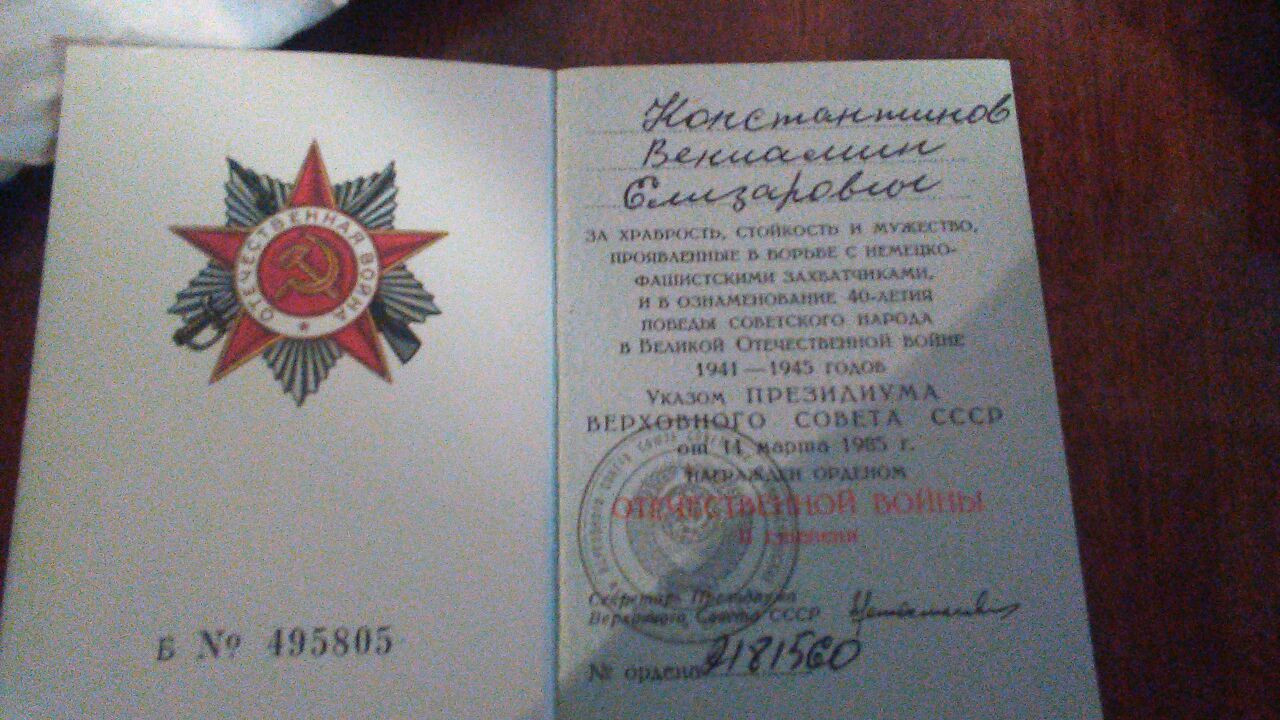 ОТЕЧЕСТВЕННАЯ ВОЙНА
Б № 495805
Константинов
Вениамин
Елизарович
ЗА ХРАБРОСТЬ, СТОЙКОСТЬ И МУЖЕСТВО,
ПРОЯВЛЕННЫЕ В БОРЬБЕ С НЕМЕЦКО-
ФАШИСТСКИМИ ЗАХВАТЧИКАМИ,
И В ОЗНАМЕНОВАНИЕ 40-ЛЕТИЯ
ПОБЕДЫ СОВЕТСКОГО НАРОДА
В ВЕЛИКОЙ ОТЕЧЕСТВЕННОЙ ВОЙНЕ
1941—1945 ГОДОВ
УКАЗОМ ПРЕЗИДИУМА
ВЕРХОВНОГО СОВЕТА СССР
от 11 марта 1985 г.
НАГРАЖДЕН ОРДЕНОМ
ОТЕЧЕСТВЕННОЙ ВОЙНЫ
II степени
Секретарь Президиума
Верховного Совета СССР
№ ордена 2181560